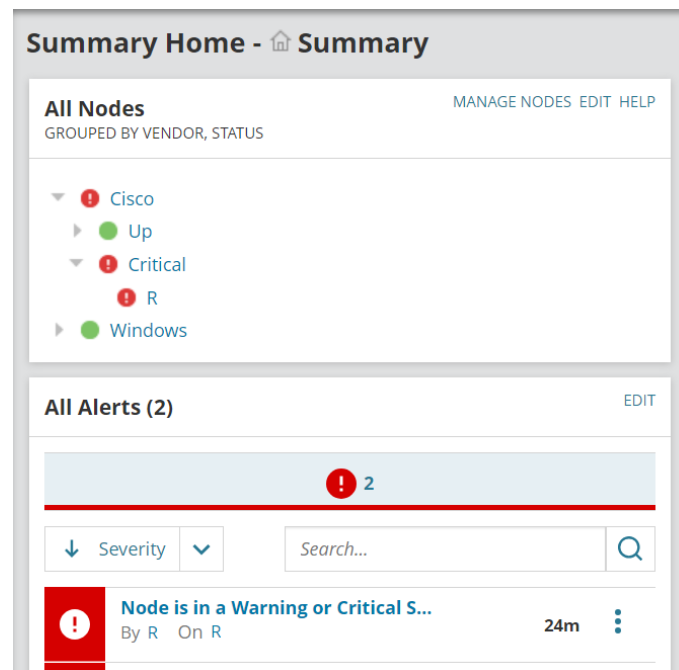 Summary Home - Summary
All Nodes
MANAGE NODES EDIT HELP
GROUPED BY VENDOR, STATUS
Cisco
Up
Critical
R
Windows
All Alerts (2)
EDIT
2
Severity
Search...
Node is in a Warning or Critical S...
By R On R
24m